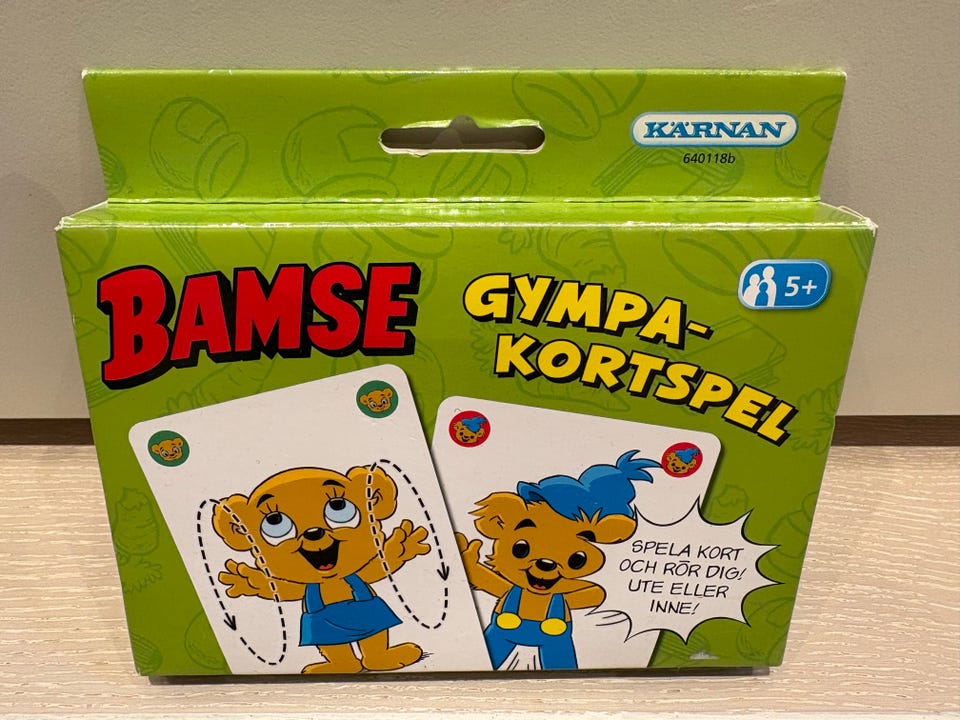 KÄRNAN
640118b
BAMSE
GYMPA-
KORTSPEL
5+
SPELA KORT
OCH RÖR DIG!
UTE ELLER
INNE!